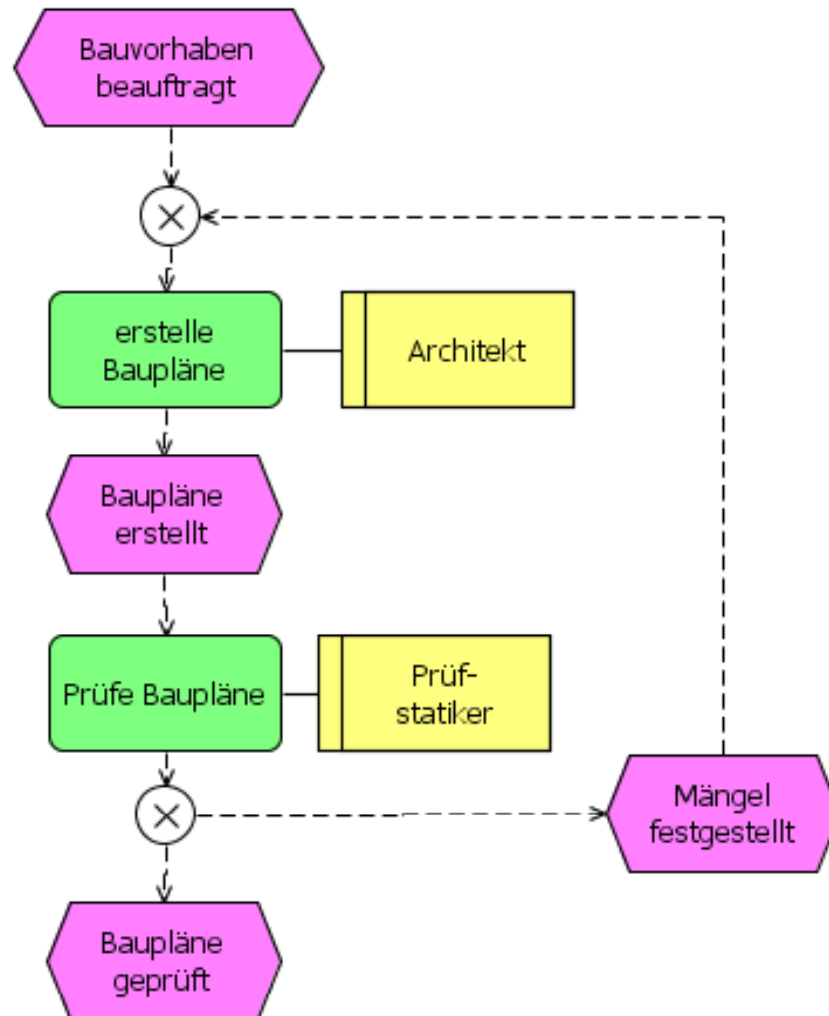 Bauvorhaben
beauftragt
erstelle
Baupläne
Architekt
Baupläne
erstellt
Prüfe Baupläne
Prüf-
statiker
Mängel
festgestellt
Baupläne
geprüft